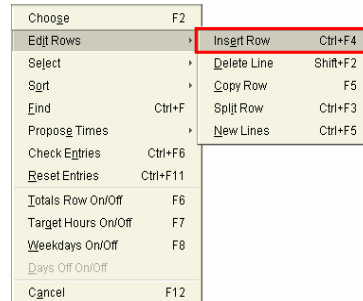 Choose F2
Edit Rows
Select
Sort
Find Ctrl+F
Propose Times
Check Entries Ctrl+F6
Reset Entries Ctrl+F11
Totals Row On/Off F6
Target Hours On/Off F7
Weekdays On/Off F8
Days Off On/Off
Cancel F12
Insert Row Ctrl+F4
Delete Line Shift+F2
Copy Row F5
Split Row Ctrl+F3
New Lines Ctrl+F5